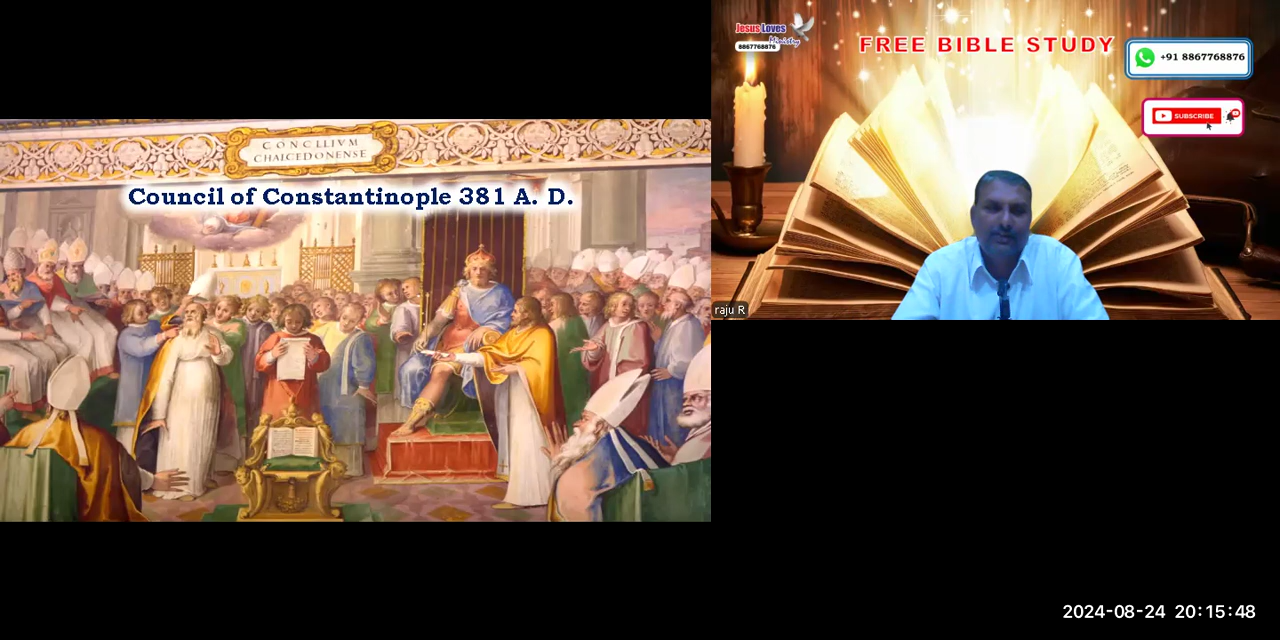 CONCILIVM
CHALCEDONENSE
Council of Constantinople 381 A. D.
Jesus Loves
Ministry
8867768876
FREE BIBLE STUDY
+91 8867768876
SUBSCRIBE
raju R
2024-08-24 20:15:48